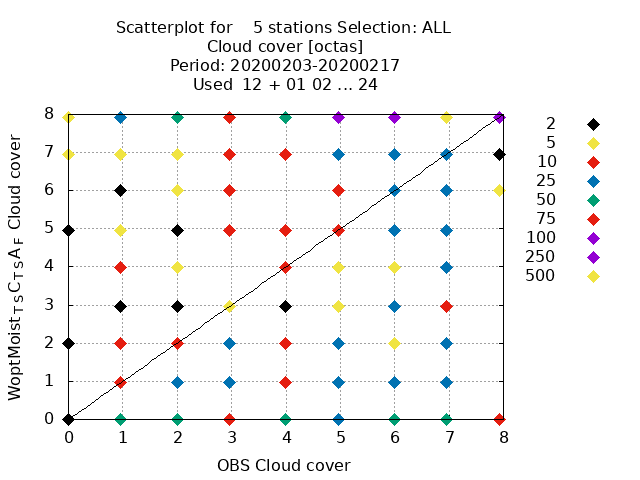 Scatterplot for 5 stations Selection: ALL
Cloud cover [octas]
Period: 20200203-20200217
Used 12 + 01 02 ... 24
8
7
6
5
4
3
2
1
0
0 1 2 3 4 5 6 7 8
OBS Cloud cover
WoptMoistTSCTSAF Cloud cover
2
5
10
25
50
75
100
250
500